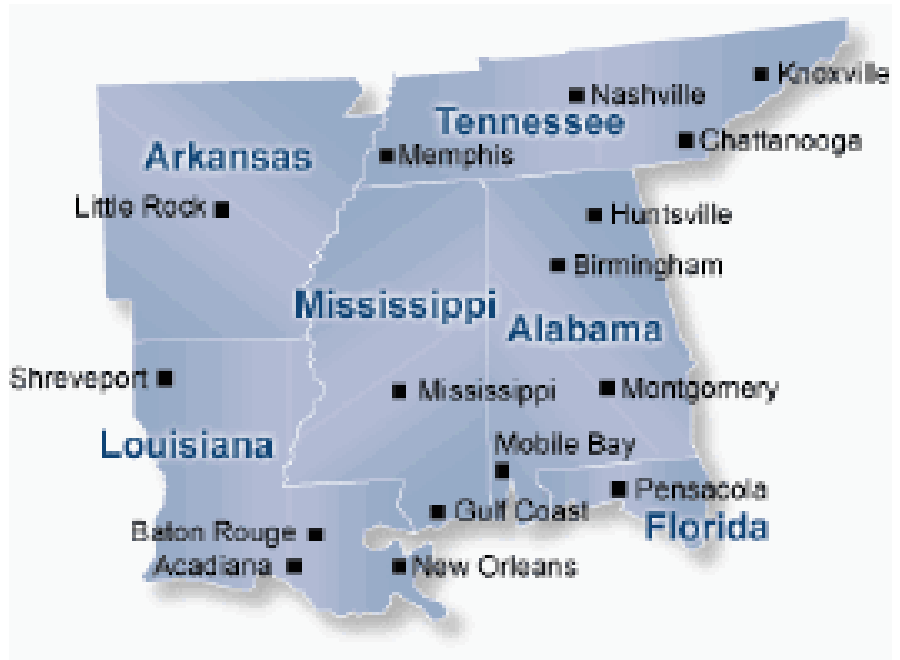 Knoxville
Nashville
Tennessee
Chattanooga
Arkansas
Memphis
Little Rock
Huntsville
Birmingham
Mississippi
Alabama
Shreveport
Mississippi
Montgomery
Louisiana
Mobile Bay
Pensacola
Gulf Coast
Florida
Baton Rouge
Acadiana
New Orleans